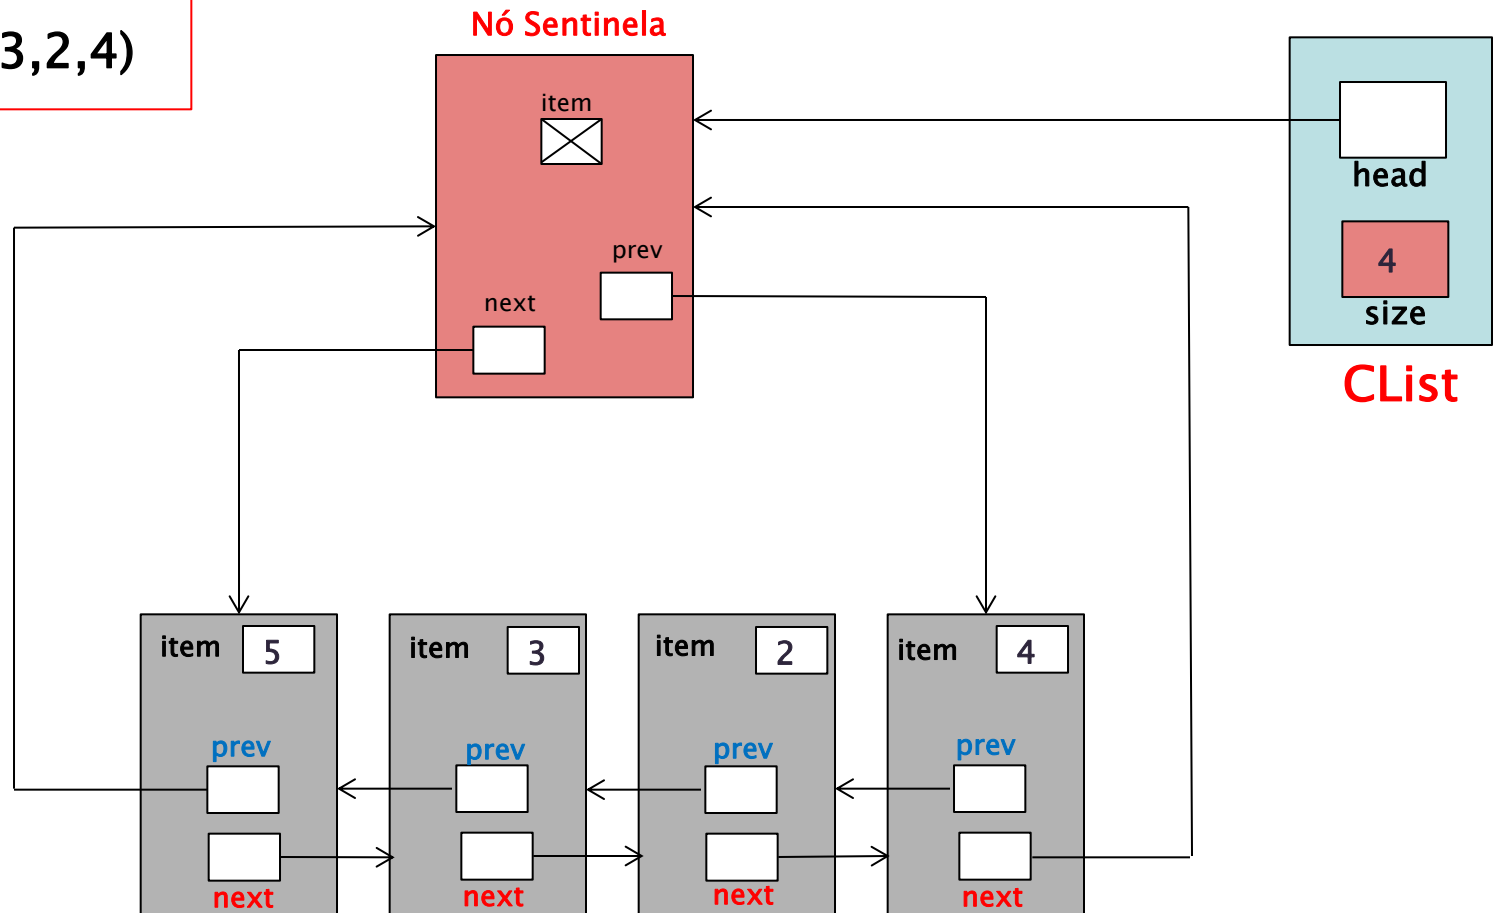 Nó Sentinela
3,2,4)
item
head
prev
4
next
size
CList
item 5
item 3
item 2
item 4
prev
prev
prev
prev
next
next
next
next